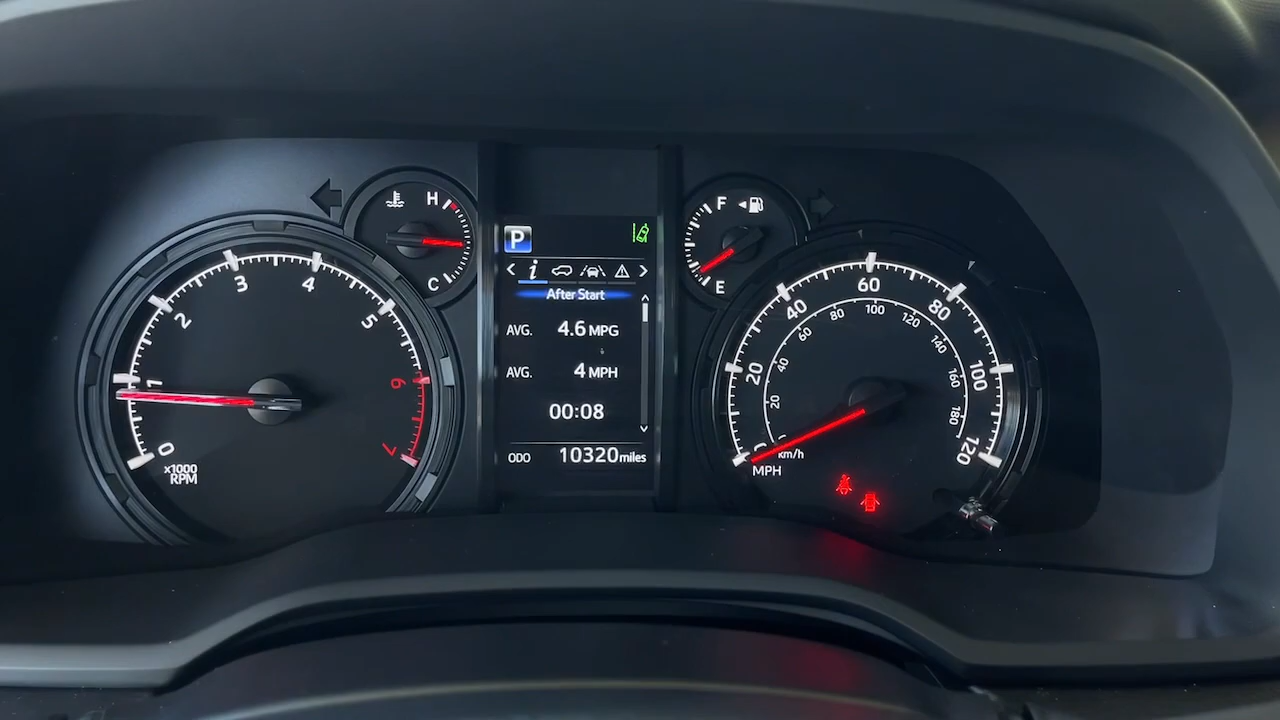 0
1
2
3
4
5
6
7
x1000
RPM
H
C
P
i
After Start
AVG. 4.6 MPG
AVG. 4 MPH
00:08
ODO 10320 miles
F
E
20
40
60
80
100
120
20
40
60
80
100
120
140
160
180
km/h
MPH